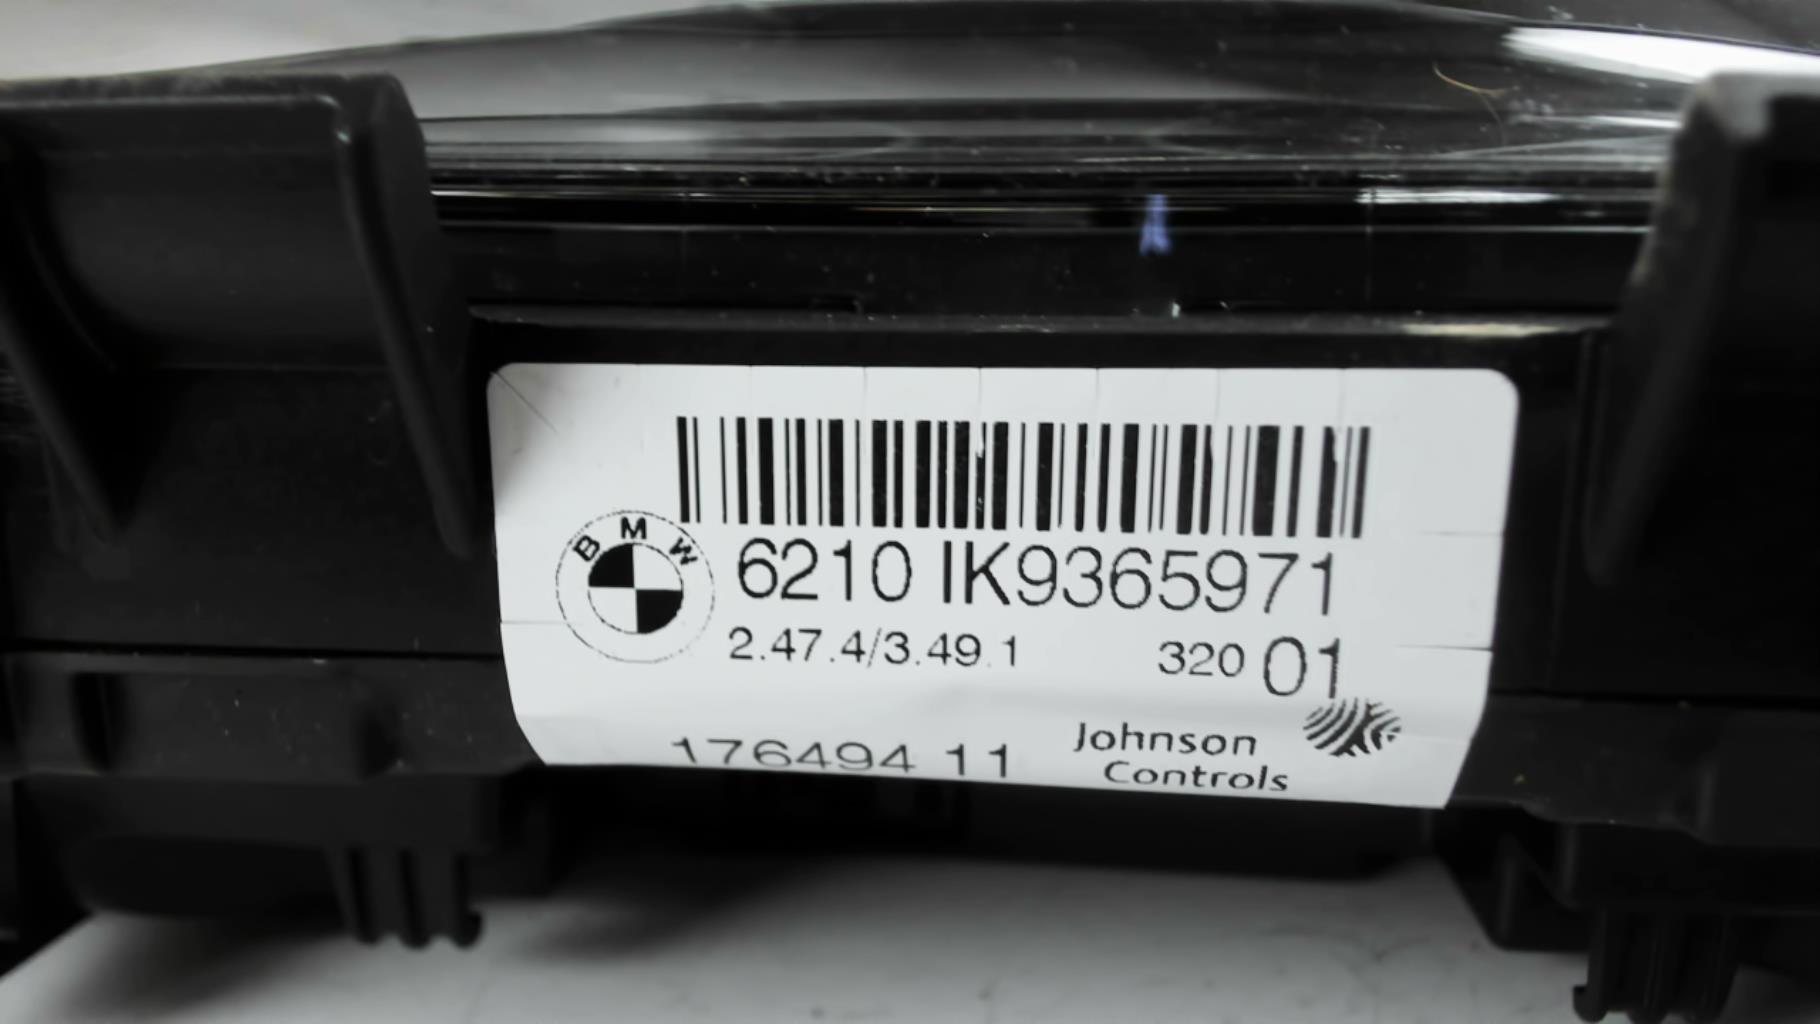 BMW
6210 IK9365971
2.47.4/3.49.1 320 01
176494 11
Johnson
Controls